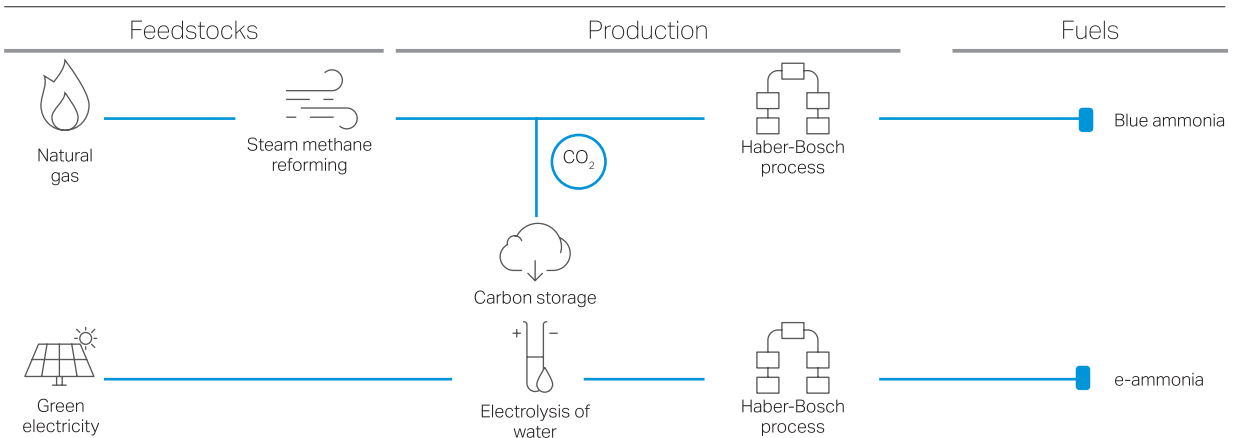 Feedstocks
Production
Fuels
Natural
gas
Steam methane
reforming
CO₂
Carbon storage
Haber-Bosch
process
Blue ammonia
Green
electricity
+ −
Electrolysis of
water
Haber-Bosch
process
e-ammonia